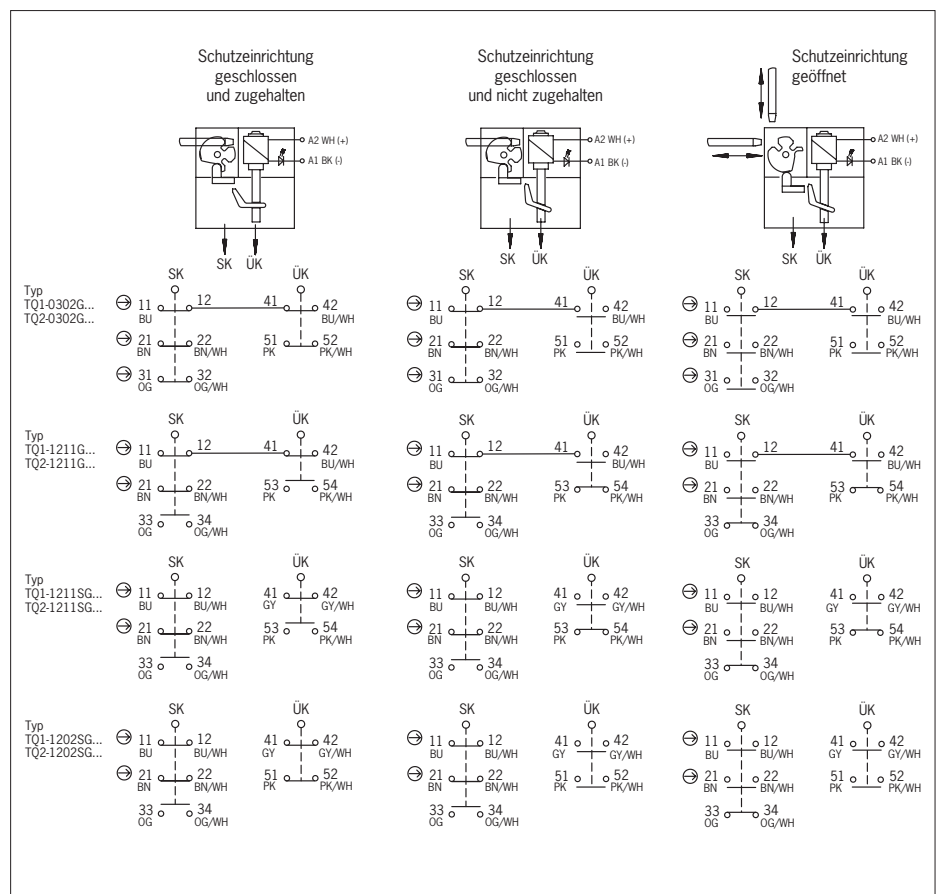 Schutzeinrichtung
geschlossen
und zugehalten
Schutzeinrichtung
geschlossen
und nicht zugehalten
Schutzeinrichtung
geöffnet
A2 WH (+)
A1 BK (-)
SK ÜK
A2 WH (+)
A1 BK (-)
SK ÜK
A2 WH (+)
A1 BK (-)
SK ÜK
Typ
TQ1-0302G...
TQ2-0302G...
SK ÜK
11 12 41 42
BU BU/WH
21 22 51 52
BN BN/WH PK PK/WH
31 32
OG OG/WH
SK ÜK
11 12 41 42
BU BU/WH
21 22 51 52
BN BN/WH PK PK/WH
31 32
OG OG/WH
SK ÜK
11 12 41 42
BU BU/WH
21 22 51 52
BN BN/WH PK PK/WH
31 32
OG OG/WH
Typ
TQ1-1211G...
TQ2-1211G...
SK ÜK
11 12 41 42
BU BU/WH
21 22 53 54
BN BN/WH PK PK/WH
33 34
OG OG/WH
SK ÜK
11 12 41 42
BU BU/WH
21 22 53 54
BN BN/WH PK PK/WH
33 34
OG OG/WH
SK ÜK
11 12 41 42
BU BU/WH
21 22 53 54
BN BN/WH PK PK/WH
33 34
OG OG/WH
Typ
TQ1-1211SG...
TQ2-1211SG...
SK ÜK
11 12 41 42
BU BU/WH GY GY/WH
21 22 53 54
BN BN/WH PK PK/WH
33 34
OG OG/WH
SK ÜK
11 12 41 42
BU BU/WH GY GY/WH
21 22 53 54
BN BN/WH PK PK/WH
33 34
OG OG/WH
SK ÜK
11 12 41 42
BU BU/WH GY GY/WH
21 22 53 54
BN BN/WH PK PK/WH
33 34
OG OG/WH
Typ
TQ1-1202SG...
TQ2-1202SG...
SK ÜK
11 12 41 42
BU BU/WH GY GY/WH
21 22 51 52
BN BN/WH PK PK/WH
33 34
OG OG/WH
SK ÜK
11 12 41 42
BU BU/WH GY GY/WH
21 22 51 52
BN BN/WH PK PK/WH
33 34
OG OG/WH
SK ÜK
11 12 41 42
BU BU/WH GY GY/WH
21 22 51 52
BN BN/WH PK PK/WH
33 34
OG OG/WH